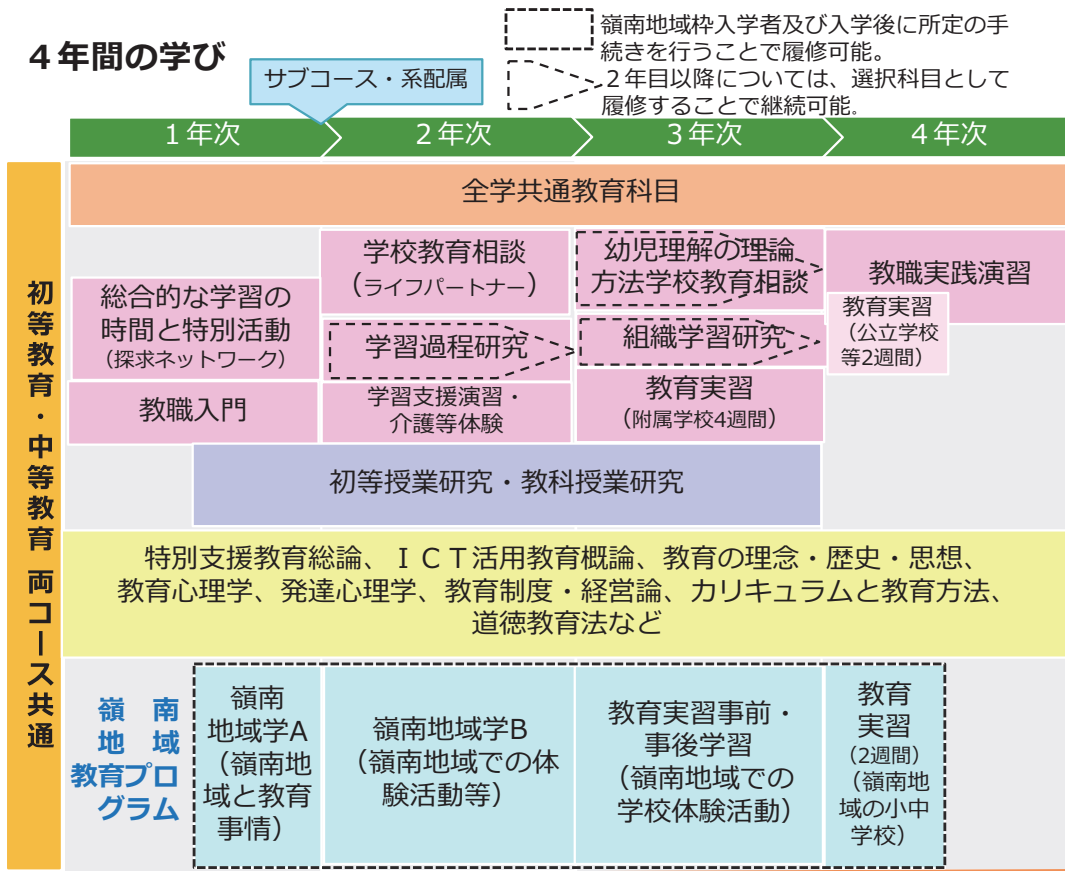 ４年間の学び
サブコース・系配属
嶺南地域枠入学者及び入学後に所定の手
続きを行うことで履修可能。
２年目以降については、選択科目として
履修することで継続可能.
１年次
２年次
３年次
４年次
初等教育・中等教育 両コース共通
全学共通教育科目
総合的な学習の
時間と特別活動
（探求ネットワーク）
教職入門
学校教育相談
（ライフパートナー）
学習過程研究
学習支援演習・
介護等体験
幼児理解の理論
方法学校教育相談
組織学習研究
教育実習
（附属学校4週間）
教職実践演習
教育実習
（公立学校
等2週間）
初等授業研究・教科授業研究
特別支援教育総論、ＩＣＴ活用教育概論、教育の理念・歴史・思想、
教育心理学、発達心理学、教育制度・経営論、カリキュラムと教育方法、
道徳教育法など
嶺　南
地　域
教育プロ
グラム
嶺南
地域学A
（嶺南地
域と教育
事情）
嶺南地域学B
（嶺南地域での体
験活動等）
教育実習事前・
事後学習
（嶺南地域での
学校体験活動）
教育
実習
(2週間）
（嶺南地
域の小中
学校）